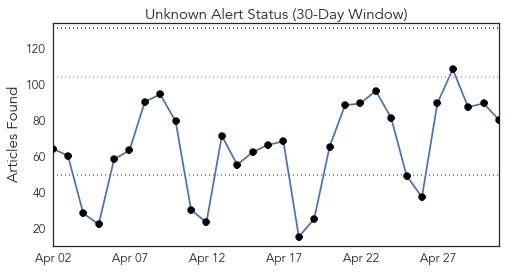 Unknown Alert Status (30-Day Window)
Articles Found
120
100
80
60
40
20
Apr 02 Apr 07 Apr 12 Apr 17 Apr 22 Apr 27